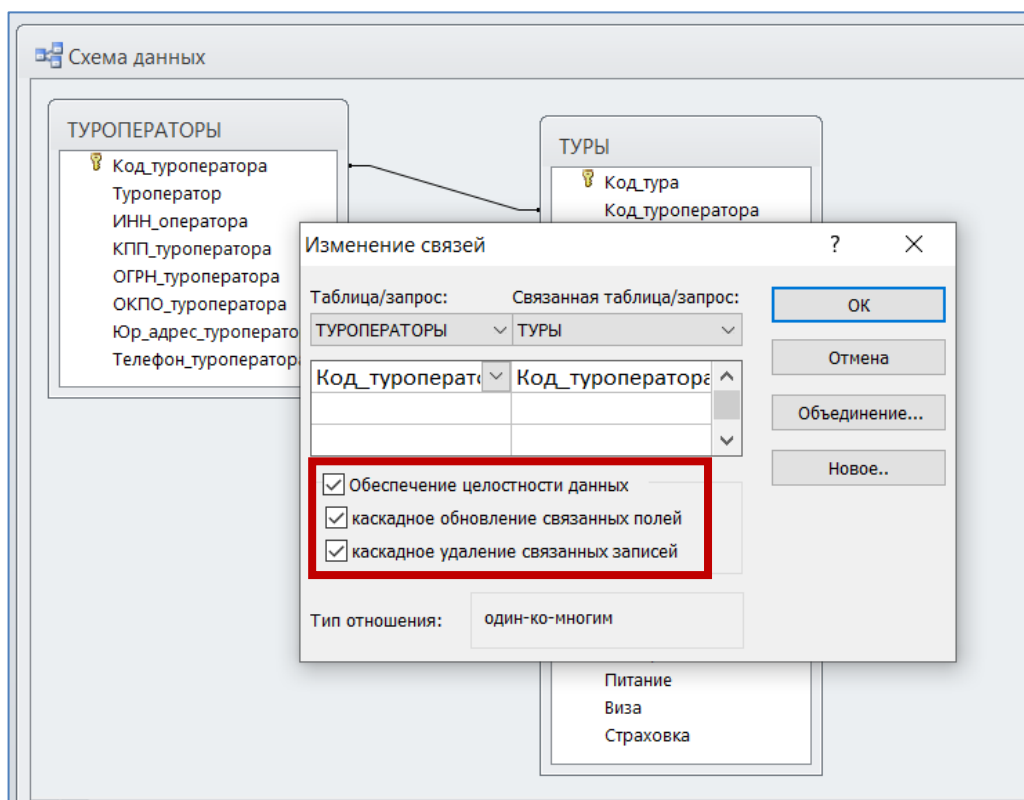 Схема данных
ТУРОПЕРАТОРЫ
Код_туроператора
Туроператор
ИНН_оператора
КПП_туроператора
ОГРН_туроператора
ОКПО_туроператора
Юр_адрес_туроперато
Телефон_туроператора
ТУРЫ
Код_тура
Код_туроператора
Изменение связей ?
Таблица/запрос: Связанная таблица/запрос:
ТУРОПЕРАТОРЫ ТУРЫ
Код_туроперато Код_туроператора
Обеспечение целостности данных
каскадное обновление связанных полей
каскадное удаление связанных записей
Тип отношения: один-ко-многим
ОК
Отмена
Объединение...
Новое..
Питание
Виза
Страховка